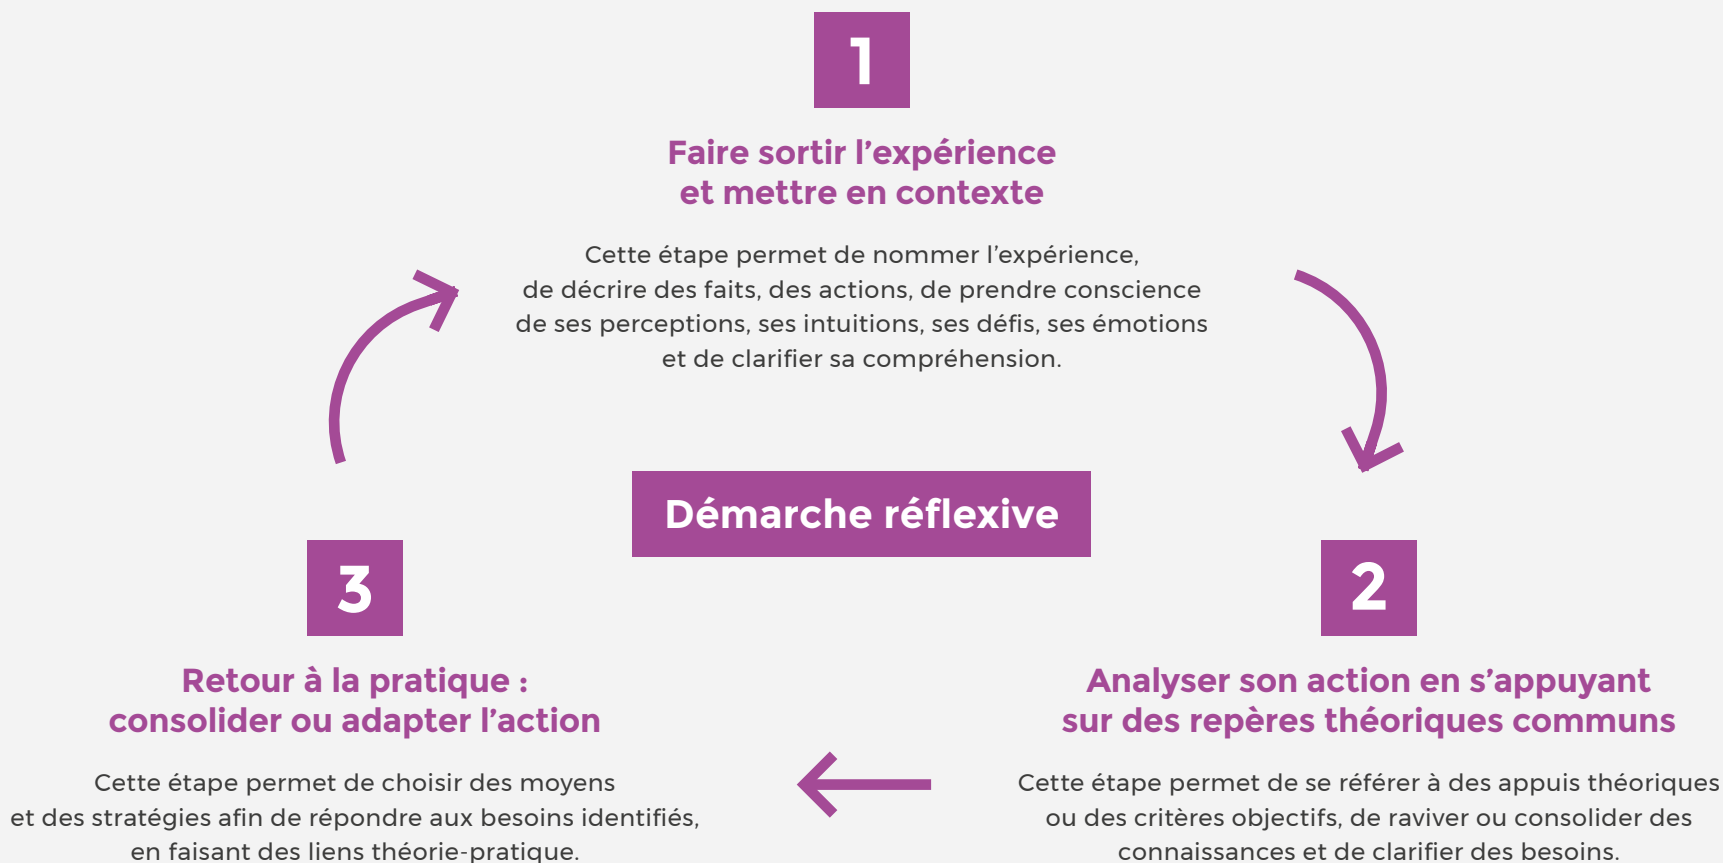 1
Faire sortir l’expérience
et mettre en contexte
Cette étape permet de nommer l’expérience,
de décrire des faits, des actions, de prendre conscience
de ses perceptions, ses intuitions, ses défis, ses émotions
et de clarifier sa compréhension.
Démarche réflexive
2
Analyser son action en s’appuyant
sur des repères théoriques communs
Cette étape permet de se référer à des appuis théoriques
ou des critères objectifs, de raviver ou consolider des
connaissances et de clarifier des besoins.
3
Retour à la pratique :
consolider ou adapter l’action
Cette étape permet de choisir des moyens
et des stratégies afin de répondre aux besoins identifiés,
en faisant des liens théorie-pratique.